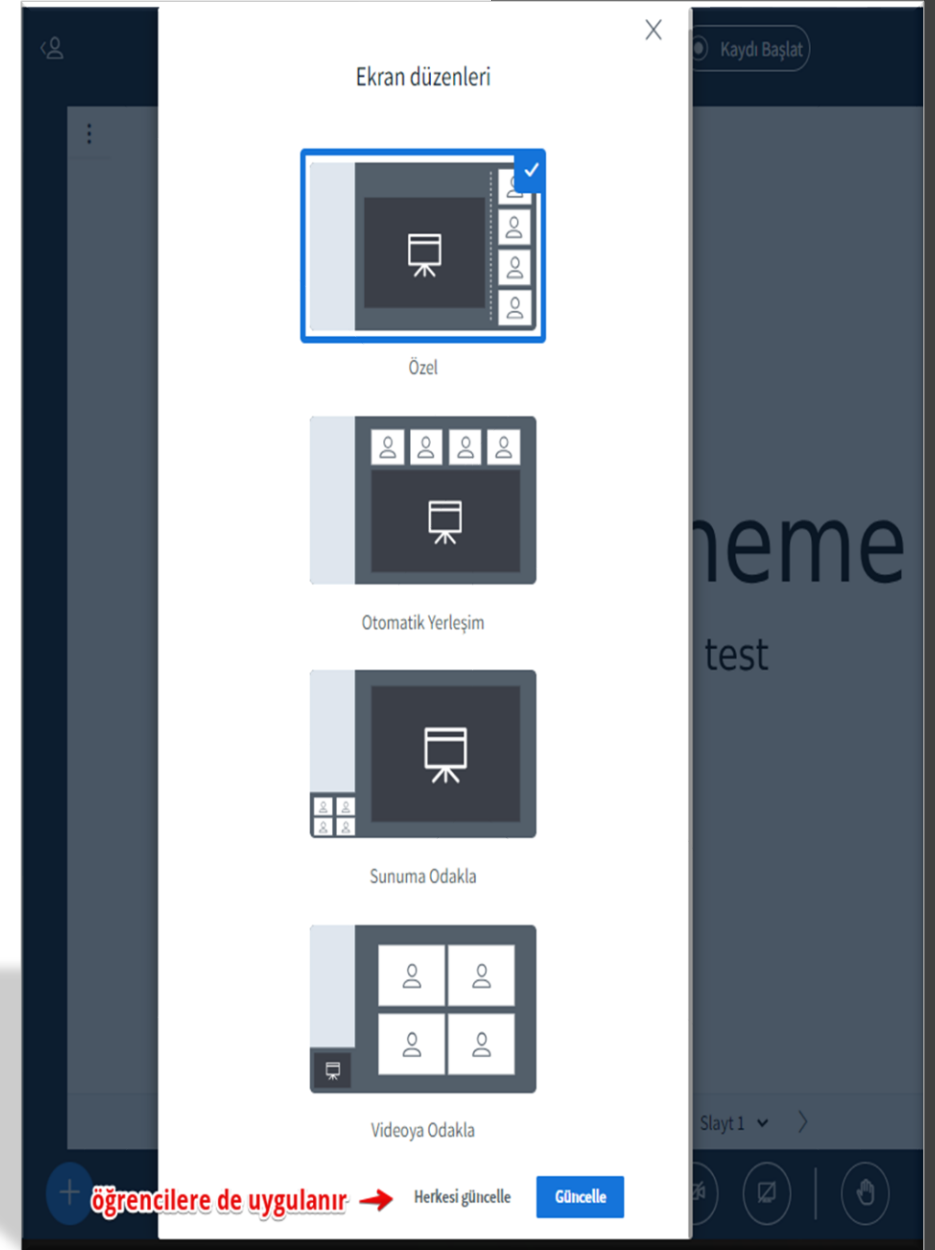 Kaydı Başlat
Ekran düzenleri
Özel
Otomatik Yerleşim
neme
test
Sunuma Odakla
Videoya Odakla
Slayt 1
öğrencilere de uygulanır
Herkesi güncelle
Güncelle